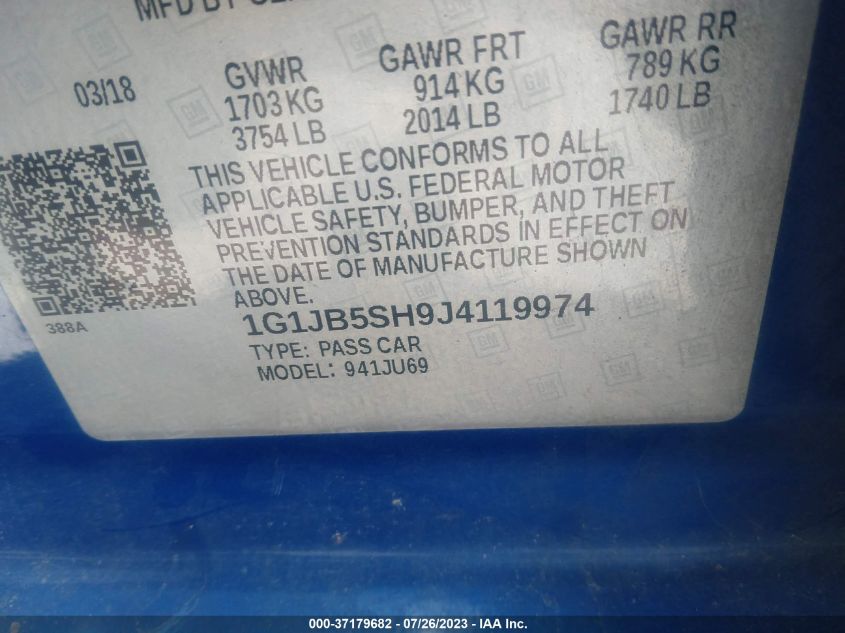 MFD BY
03/18
GVWR
1703 KG
3754 LB
GAWR FRT
914 KG
2014 LB
GAWR RR
789 KG
1740 LB
THIS VEHICLE CONFORMS TO ALL
APPLICABLE U.S. FEDERAL MOTOR
VEHICLE SAFETY, BUMPER, AND THEFT
PREVENTION STANDARDS IN EFFECT ON
THE DATE OF MANUFACTURE SHOWN
ABOVE.
388A
1G1JB5SH9J4119974
TYPE: PASS CAR
MODEL: 941JU69
000-37179682 - 07/26/2023 - IAA Inc.